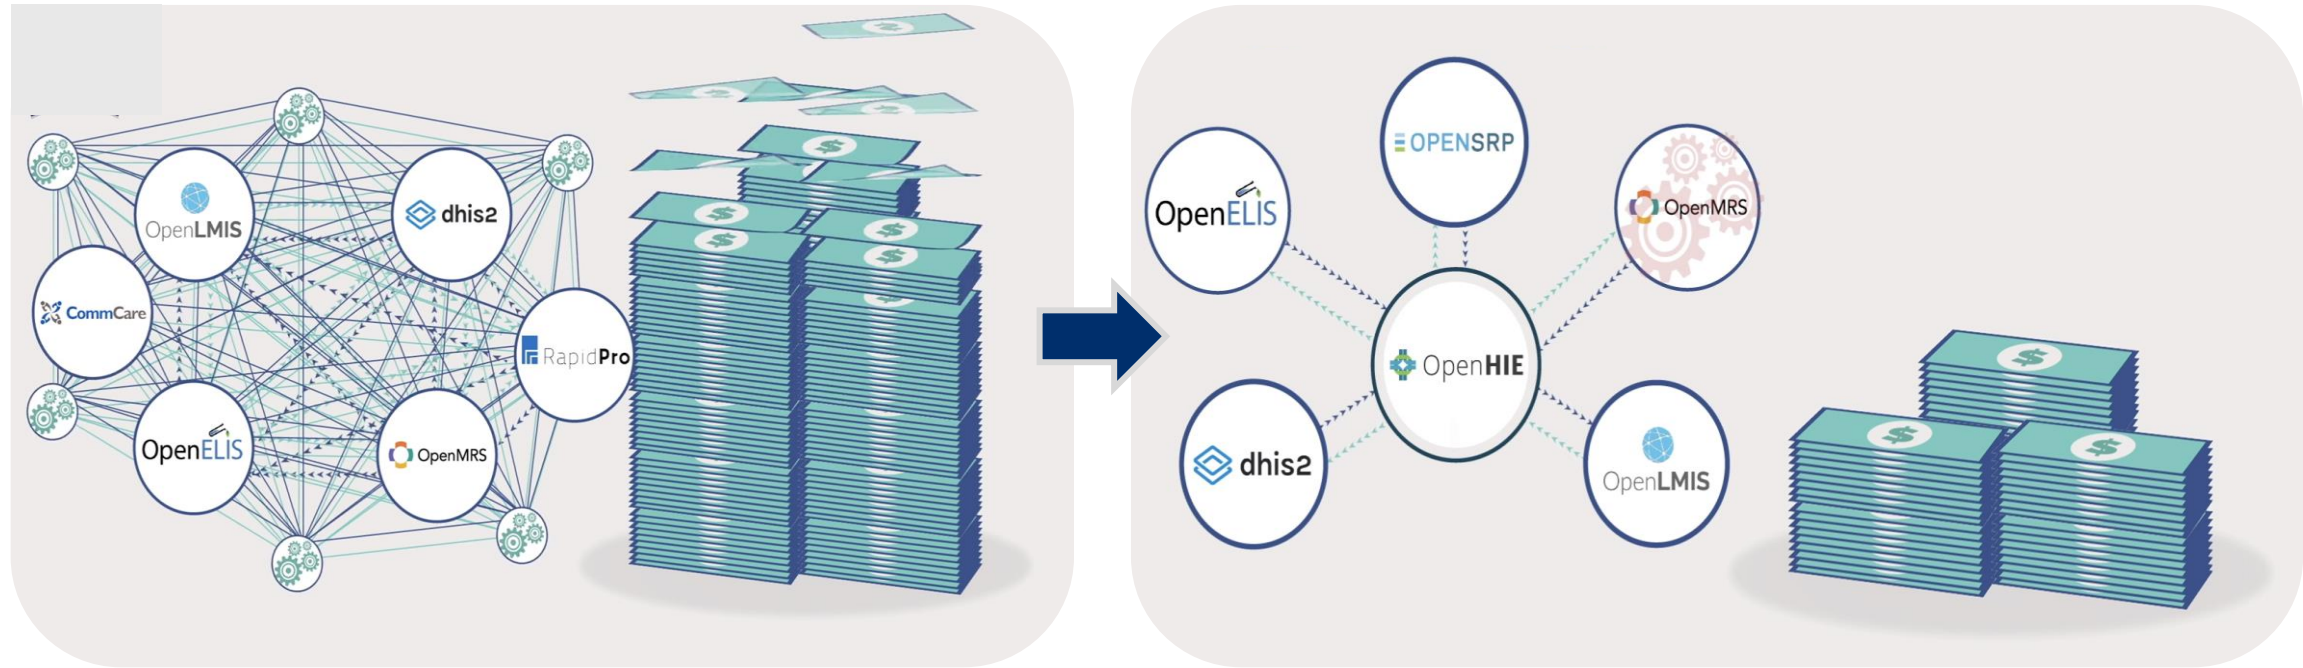 OpenLMIS
dhis2
CommCare
RapidPro
OpenELIS
OpenMRS
OPENSRP
OpenELIS
OpenMRS
OpenHIE
dhis2
OpenLMIS